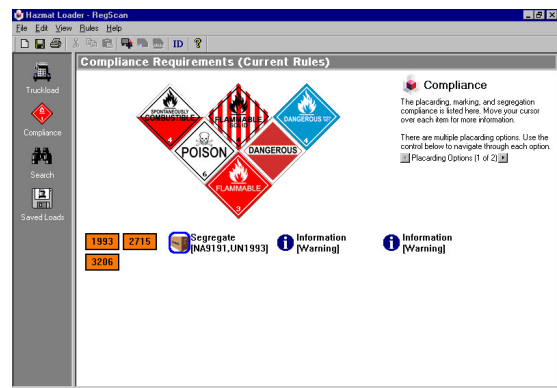 Hazmat Loader - RegScan
File Edit View Rules Help
ID
Compliance Requirements (Current Rules)
Truckload
Compliance
Search
Saved Loads
SPONTANEOUSLY
COMBUSTIBLE
4
FLAMMABLE
SOLID
DANGEROUS
4
POISON
6
DANGEROUS
FLAMMABLE
3
Compliance
The placarding, marking, and segregation
compliance is listed here. Move your cursor
over each item for more information.
There are multiple placarding options. Use the
control below to navigate through each option.
Placarding Options (1 of 2)
1993 2715
3206
Segregate
[NA9191,UN1993]
Information
[Warning]
Information
[Warning]